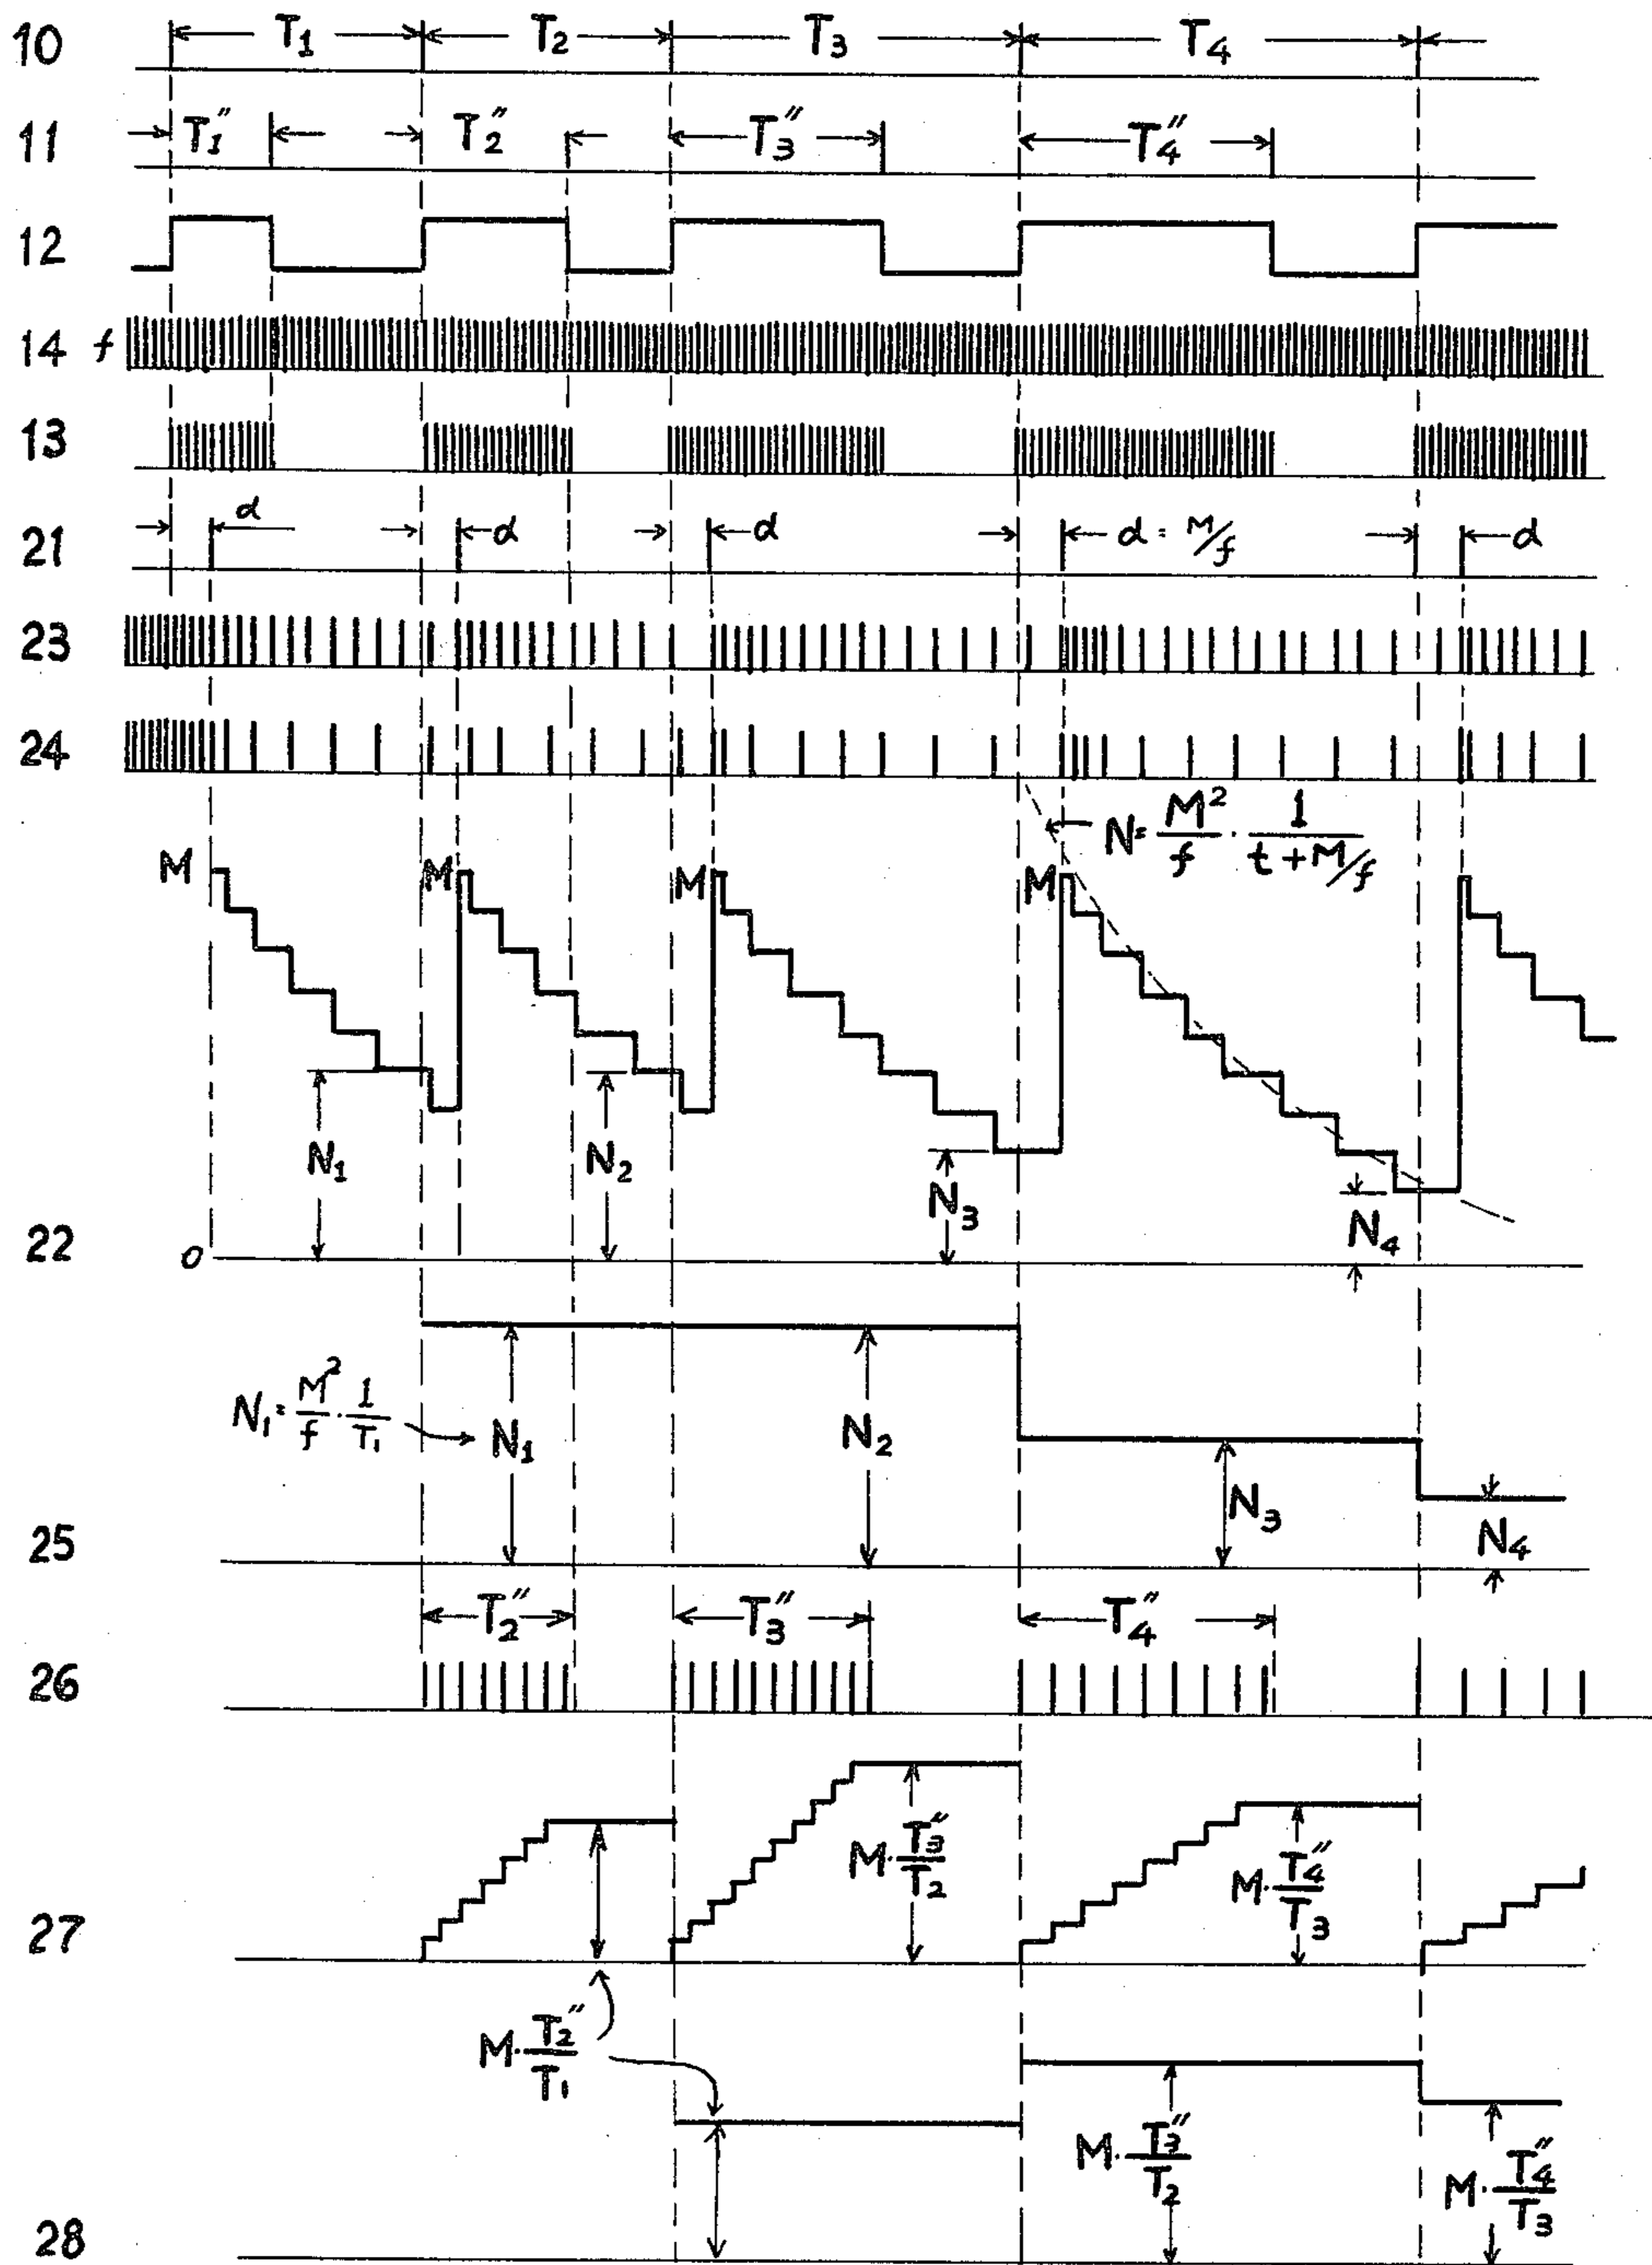 10 T₁ T₂ T₃ T₄
11 T₁″ T₂″ T₃″ T₄″
12
14 f
13
21 d d d d = M/f d
23
24
N = M²/f · 1/(t + M/f)
M M M M
N₁ N₂ N₃ N₄
22 0
N₁ = M²/f · 1/T₁ N₁ N₂ N₃ N₄
25
T₂″ T₃″ T₄″
26
M · T₃″/T₂ M · T₄″/T₃
27
M · T₂″/T₁
M · T₃″/T₂ M · T₄″/T₃
28